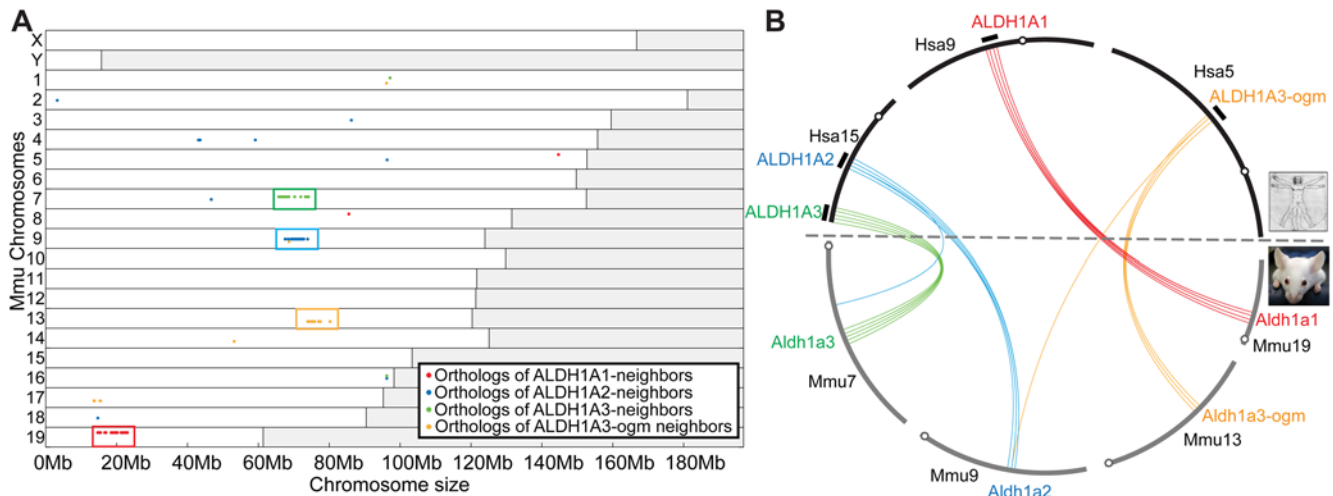 A
Mmu Chromosomes
X
Y
1
2
3
4
5
6
7
8
9
10
11
12
13
14
15
16
17
18
19
Orthologs of ALDH1A1-neighbors
Orthologs of ALDH1A2-neighbors
Orthologs of ALDH1A3-neighbors
Orthologs of ALDH1A3-ogm neighbors
0Mb 20Mb 40Mb 60Mb 80Mb 100Mb 120Mb 140Mb 160Mb 180Mb
Chromosome size
B
ALDH1A1
Hsa9
Hsa5
ALDH1A3-ogm
Hsa15
ALDH1A2
ALDH1A3
Aldh1a1
Mmu19
Aldh1a3
Mmu7
Aldh1a3-ogm
Mmu13
Mmu9
Aldh1a2